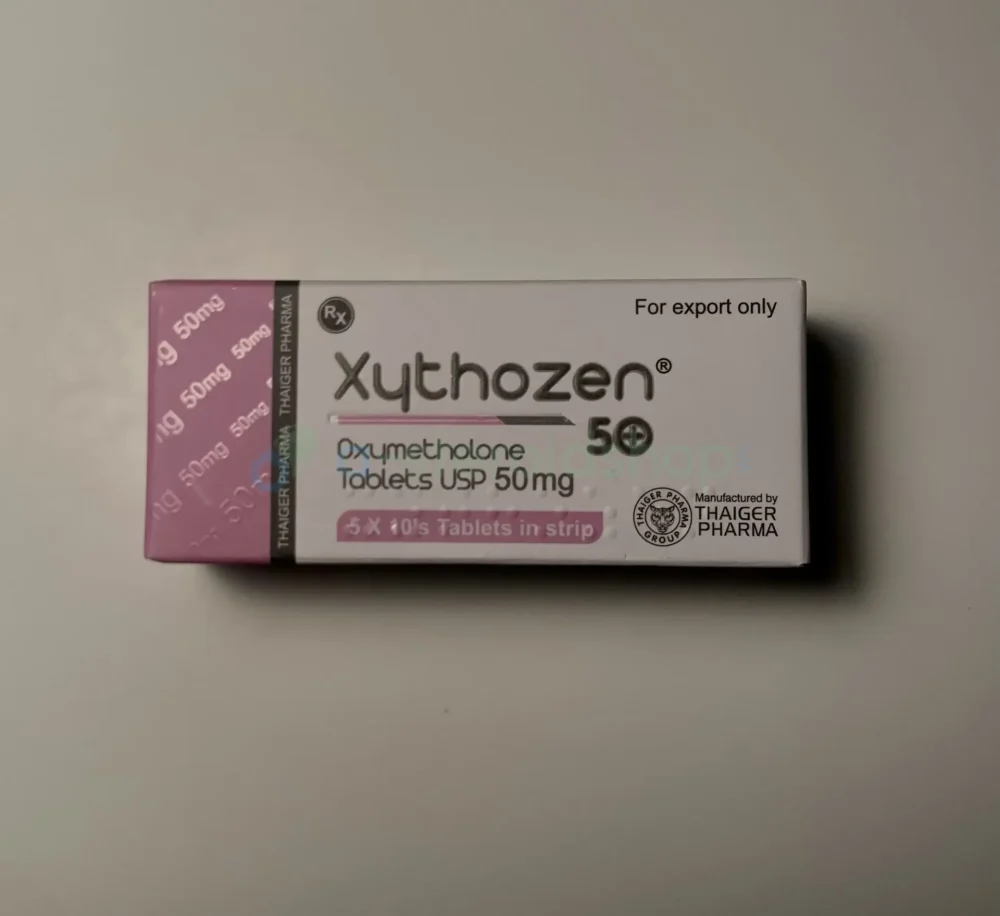 50mg
50mg
50mg
50mg
50mg
THAIGER PHARMA THAIGER PHARMA
Rx
For export only
Xythozen®
50
Oxymetholone
Tablets USP 50mg
5 X 10's Tablets in strip
THAIGER PHARMA
GROUP
Manufactured by
THAIGER
PHARMA